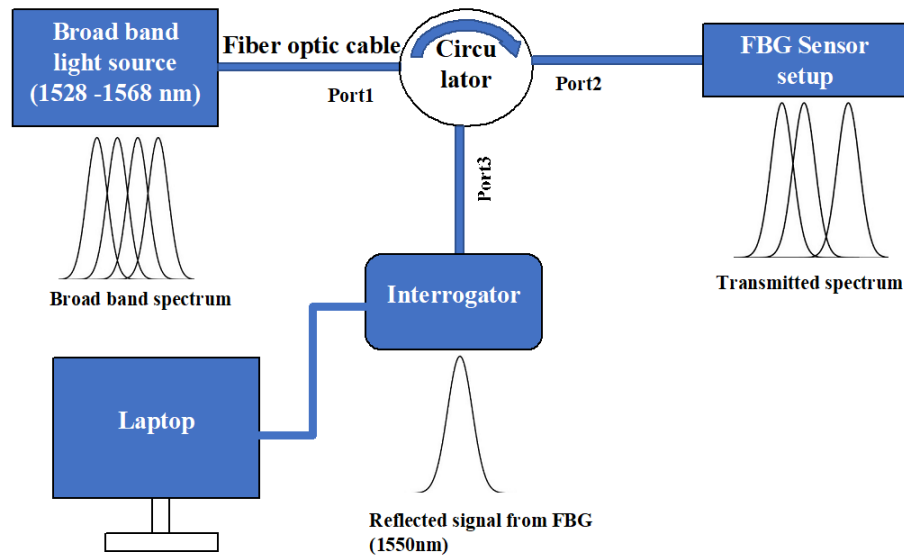 Broad band
light source
(1528 -1568 nm)
Fiber optic cable
Port1
Circu
lator
Port2
FBG Sensor
setup
Port3
Broad band spectrum
Transmitted spectrum
Interrogator
Laptop
Reflected signal from FBG
(1550nm)